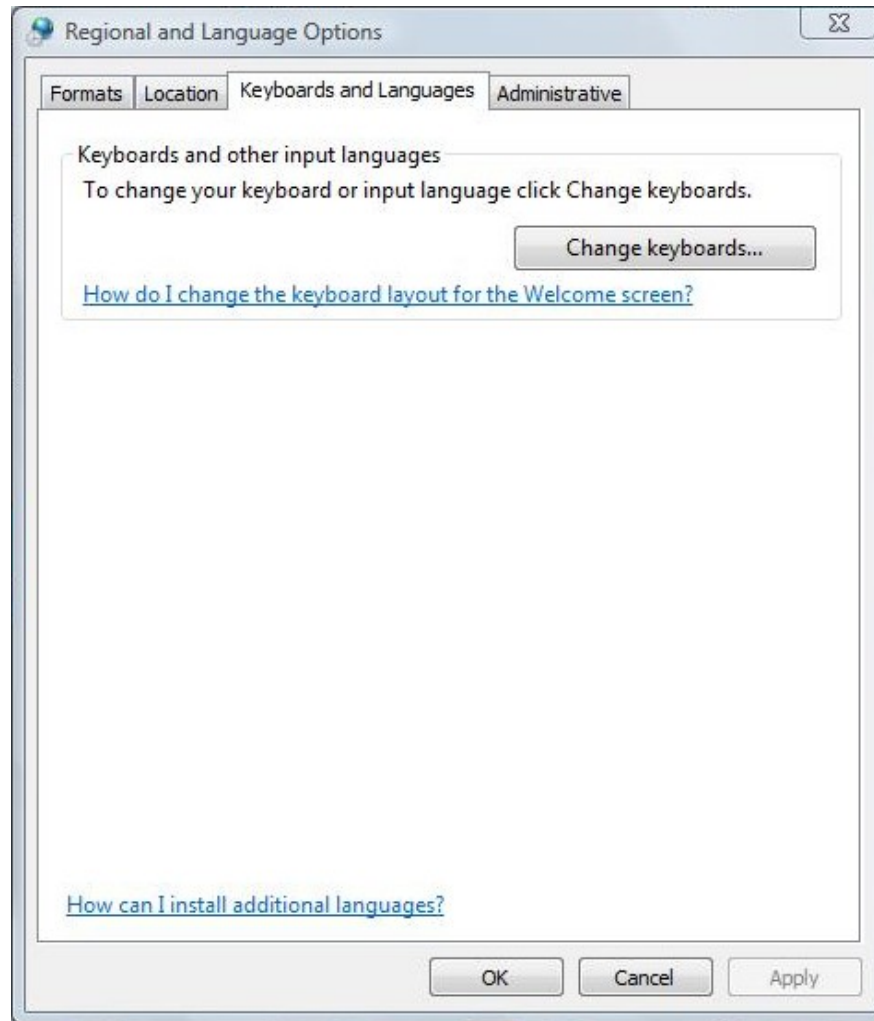 Regional and Language Options
Formats Location Keyboards and Languages Administrative
Keyboards and other input languages
To change your keyboard or input language click Change keyboards.
Change keyboards...
How do I change the keyboard layout for the Welcome screen?
How can I install additional languages?
OK Cancel Apply